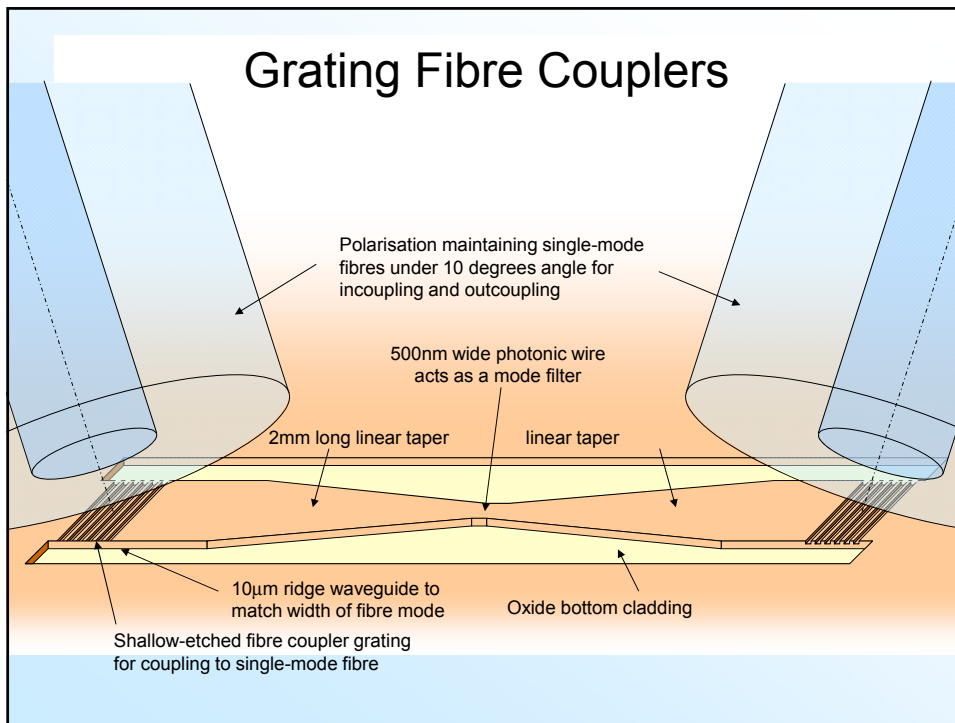 Grating Fibre Couplers
Polarisation maintaining single-mode
fibres under 10 degrees angle for
incoupling and outcoupling
500nm wide photonic wire
acts as a mode filter
2mm long linear taper
linear taper
10μm ridge waveguide to
match width of fibre mode
Oxide bottom cladding
Shallow-etched fibre coupler grating
for coupling to single-mode fibre